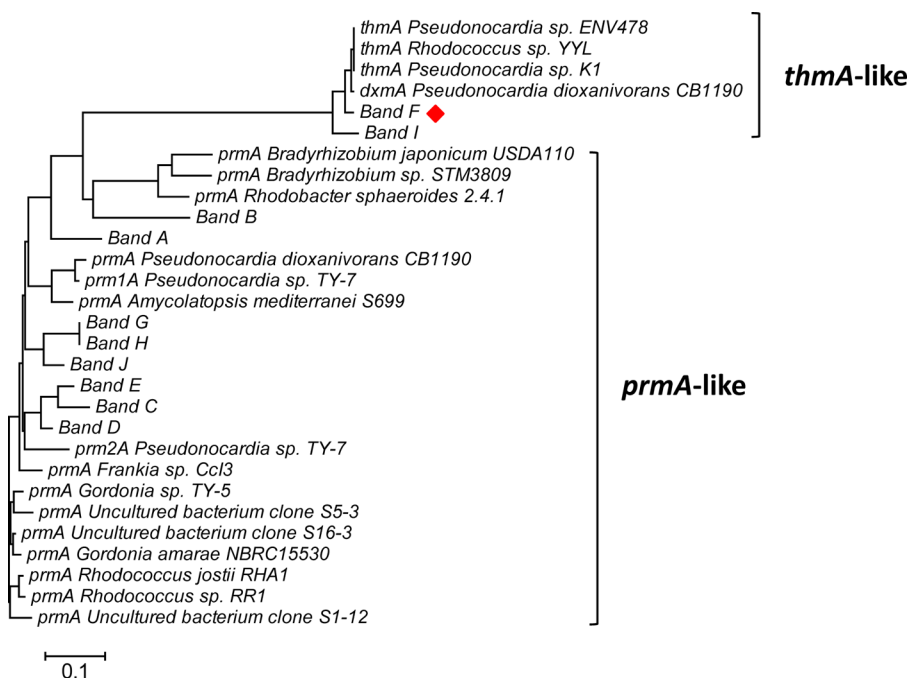 thmA Pseudonocardia sp. ENV478
thmA Rhodococcus sp. YYL
thmA Pseudonocardia sp. K1
dxmA Pseudonocardia dioxanivorans CB1190
Band F
Band I
thmA-like
prmA Bradyrhizobium japonicum USDA110
prmA Bradyrhizobium sp. STM3809
prmA Rhodobacter sphaeroides 2.4.1
Band B
Band A
prmA Pseudonocardia dioxanivorans CB1190
prm1A Pseudonocardia sp. TY-7
prmA Amycolatopsis mediterranei S699
Band G
Band H
Band J
Band E
Band C
Band D
prm2A Pseudonocardia sp. TY-7
prmA Frankia sp. CcI3
prmA Gordonia sp. TY-5
prmA Uncultured bacterium clone S5-3
prmA Uncultured bacterium clone S16-3
prmA Gordonia amarae NBRC15530
prmA Rhodococcus jostii RHA1
prmA Rhodococcus sp. RR1
prmA Uncultured bacterium clone S1-12
prmA-like
0.1